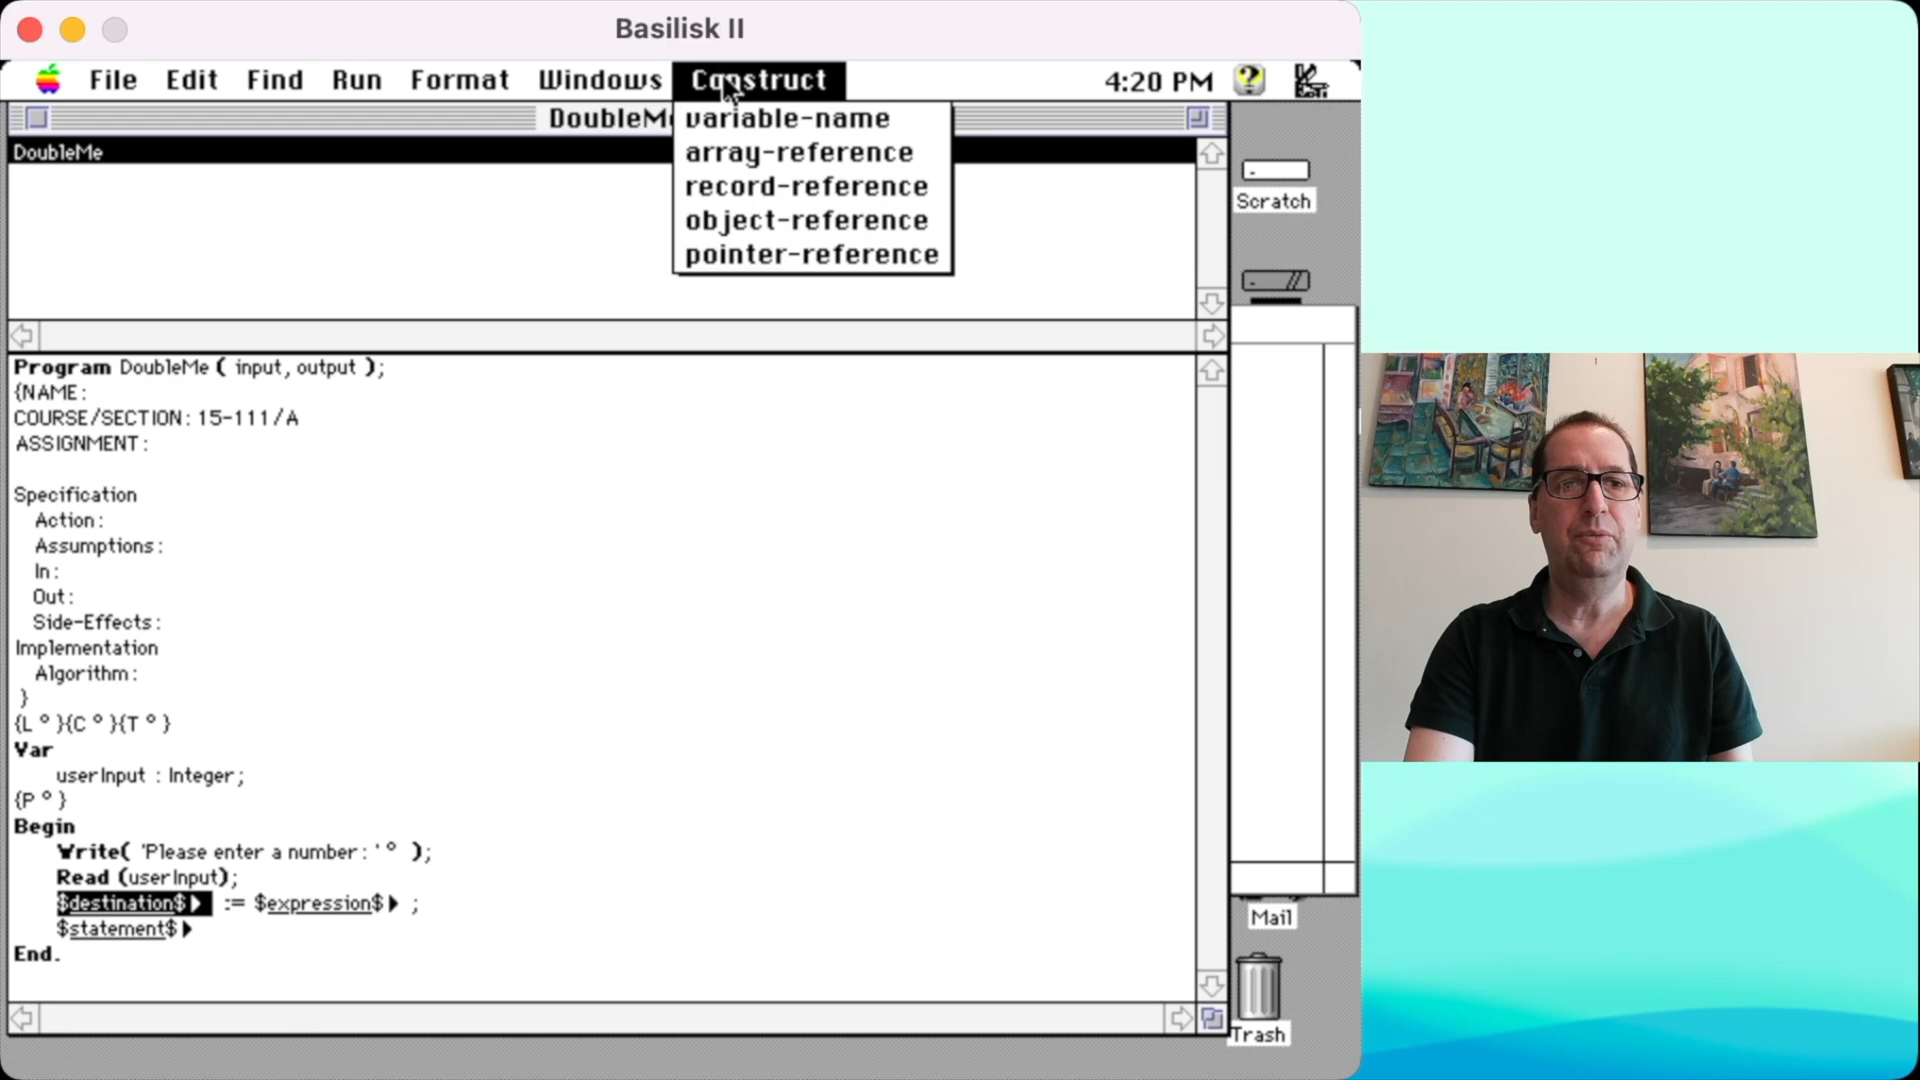 Basilisk II
File Edit Find Run Format Windows Construct 4:20 PM
DoubleMe
variable-name
array-reference
record-reference
object-reference
pointer-reference
DoubleMe
Scratch
Program DoubleMe ( input, output );
{NAME:
COURSE/SECTION: 15-111/A
ASSIGNMENT:
Specification
Action:
Assumptions:
In:
Out:
Side-Effects:
Implementation
Algorithm:
}
{L ° }{C ° }{T ° }
Var
userInput : Integer;
{P ° }
Begin
Write( 'Please enter a number: ' ° );
Read (userInput);
$destination$▶ := $expression$▶ ;
$statement$▶
End.
Mail
Trash